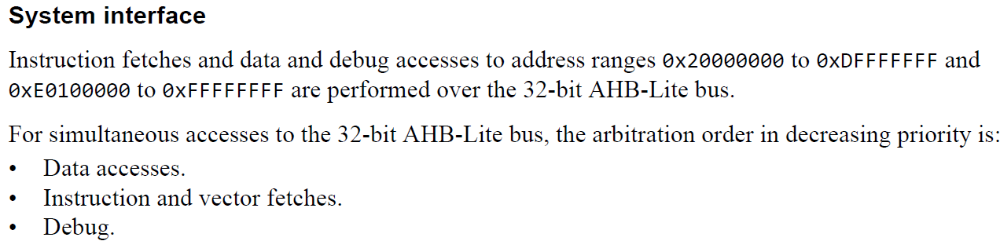 System interface
Instruction fetches and data and debug accesses to address ranges 0x20000000 to 0xDFFFFFFF and
0xE0100000 to 0xFFFFFFFF are performed over the 32-bit AHB-Lite bus.
For simultaneous accesses to the 32-bit AHB-Lite bus, the arbitration order in decreasing priority is:
• Data accesses.
• Instruction and vector fetches.
• Debug.